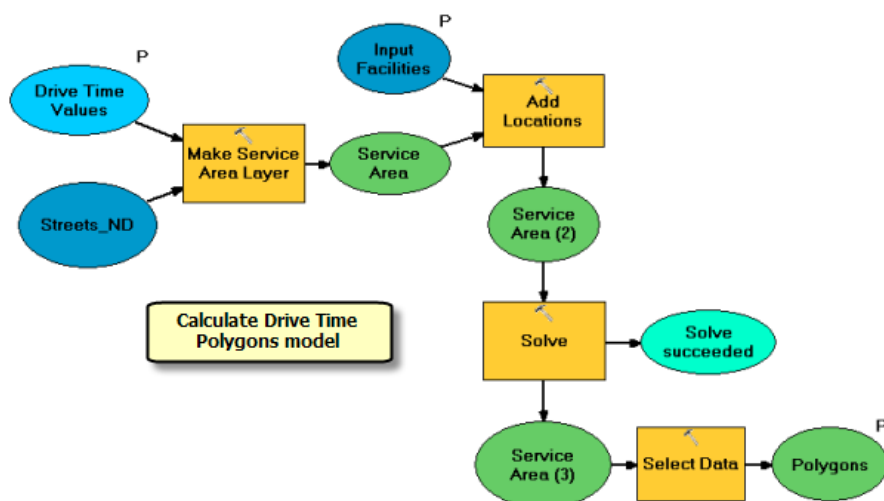 P
Drive Time
Values
Streets_ND
Make Service
Area Layer
Service
Area
P
Input
Facilities
Add
Locations
Service
Area (2)
Calculate Drive Time
Polygons model
Solve
Solve
succeeded
Service
Area (3)
Select Data
P
Polygons